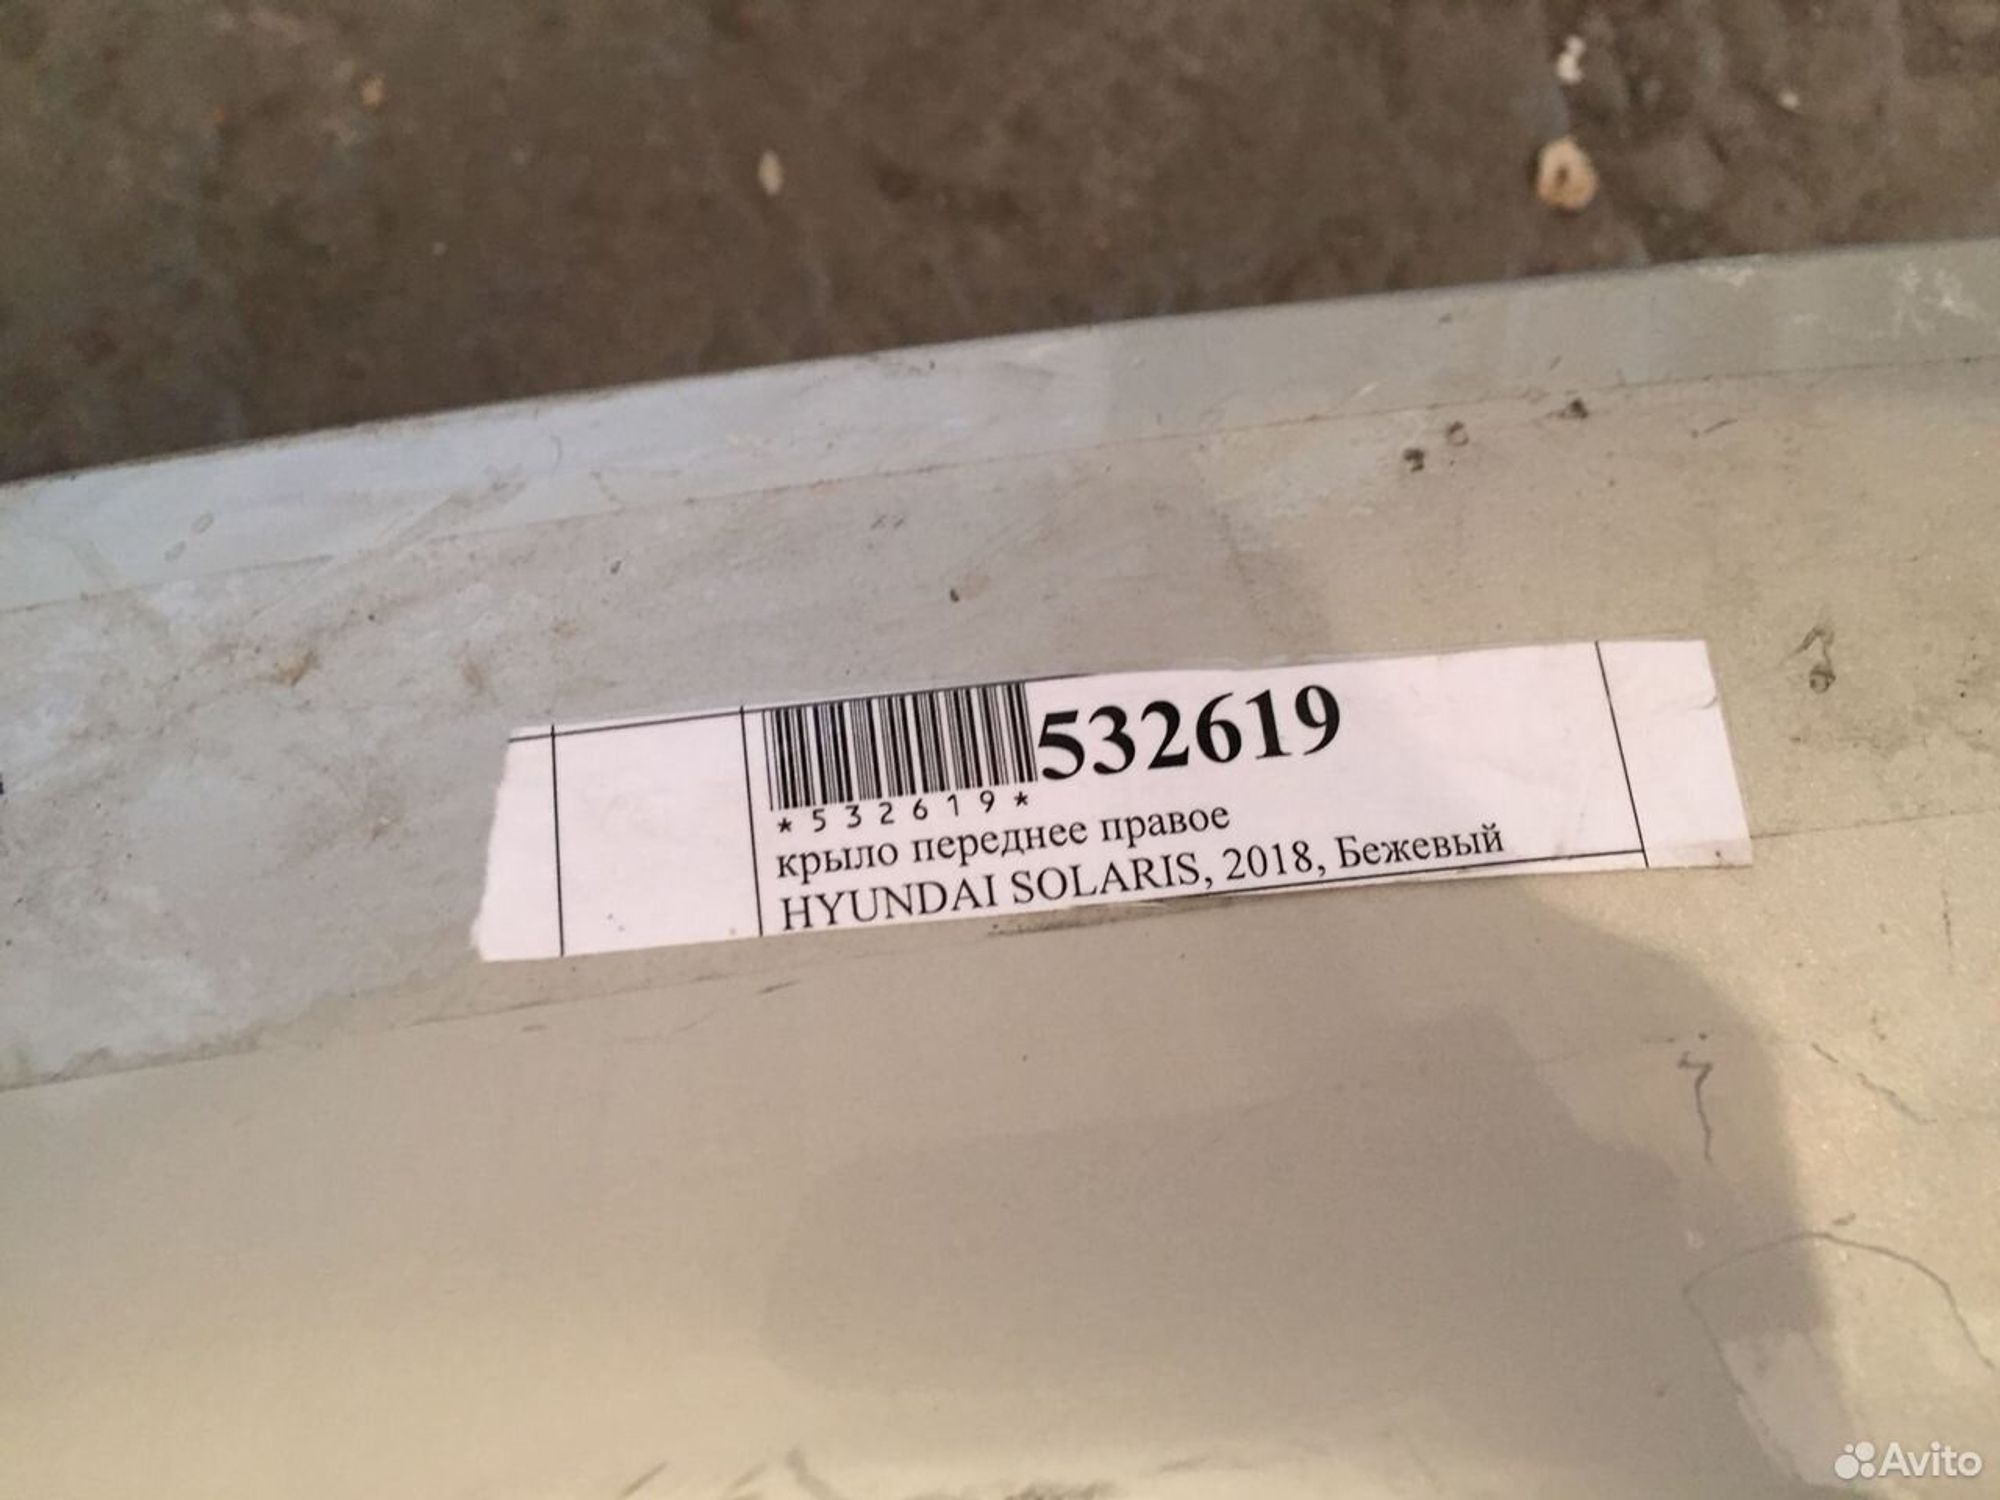 532619
*532619*
крыло переднее правое
HYUNDAI SOLARIS, 2018, Бежевый
Avito